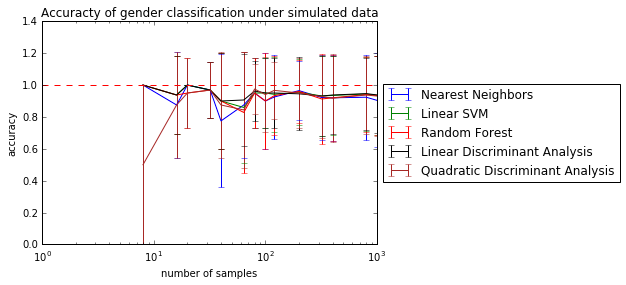 Accuracty of gender classification under simulated data
1.4
1.2
1.0
0.8
0.6
0.4
0.2
0.0
accuracy
10^0
10^1
10^2
10^3
number of samples
Nearest Neighbors
Linear SVM
Random Forest
Linear Discriminant Analysis
Quadratic Discriminant Analysis